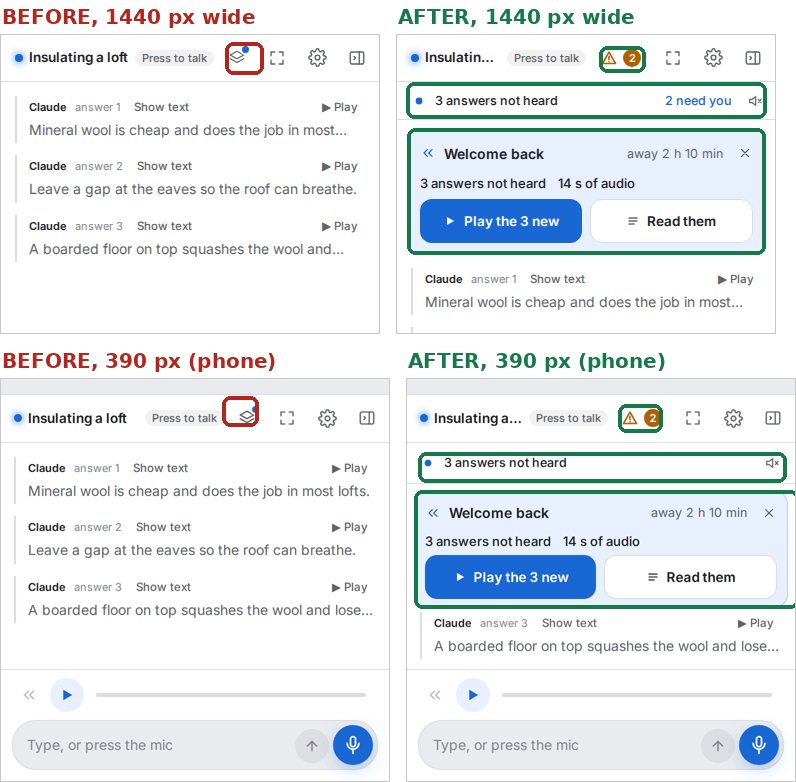 BEFORE, 1440 px wide
Insulating a loft Press to talk
Claude answer 1 Show text ▶ Play
Mineral wool is cheap and does the job in most...
Claude answer 2 Show text ▶ Play
Leave a gap at the eaves so the roof can breathe.
Claude answer 3 Show text ▶ Play
A boarded floor on top squashes the wool and...
AFTER, 1440 px wide
Insulatin... Press to talk 2
3 answers not heard 2 need you
Welcome back away 2 h 10 min
3 answers not heard 14 s of audio
Play the 3 new Read them
Claude answer 1 Show text ▶ Play
Mineral wool is cheap and does the job in most...
BEFORE, 390 px (phone)
Insulating a loft Press to talk
Claude answer 1 Show text ▶ Play
Mineral wool is cheap and does the job in most lofts.
Claude answer 2 Show text ▶ Play
Leave a gap at the eaves so the roof can breathe.
Claude answer 3 Show text ▶ Play
A boarded floor on top squashes the wool and lose...
Type, or press the mic
AFTER, 390 px (phone)
Insulating a... Press to talk 2
3 answers not heard
Welcome back away 2 h 10 min
3 answers not heard 14 s of audio
Play the 3 new Read them
Claude answer 3 Show text ▶ Play
A boarded floor on top squashes the wool and lose...
Type, or press the mic